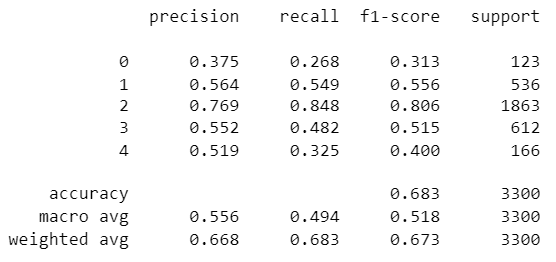 precision recall f1-score support
0 0.375 0.268 0.313 123
1 0.564 0.549 0.556 536
2 0.769 0.848 0.806 1863
3 0.552 0.482 0.515 612
4 0.519 0.325 0.400 166
accuracy 0.683 3300
macro avg 0.556 0.494 0.518 3300
weighted avg 0.668 0.683 0.673 3300